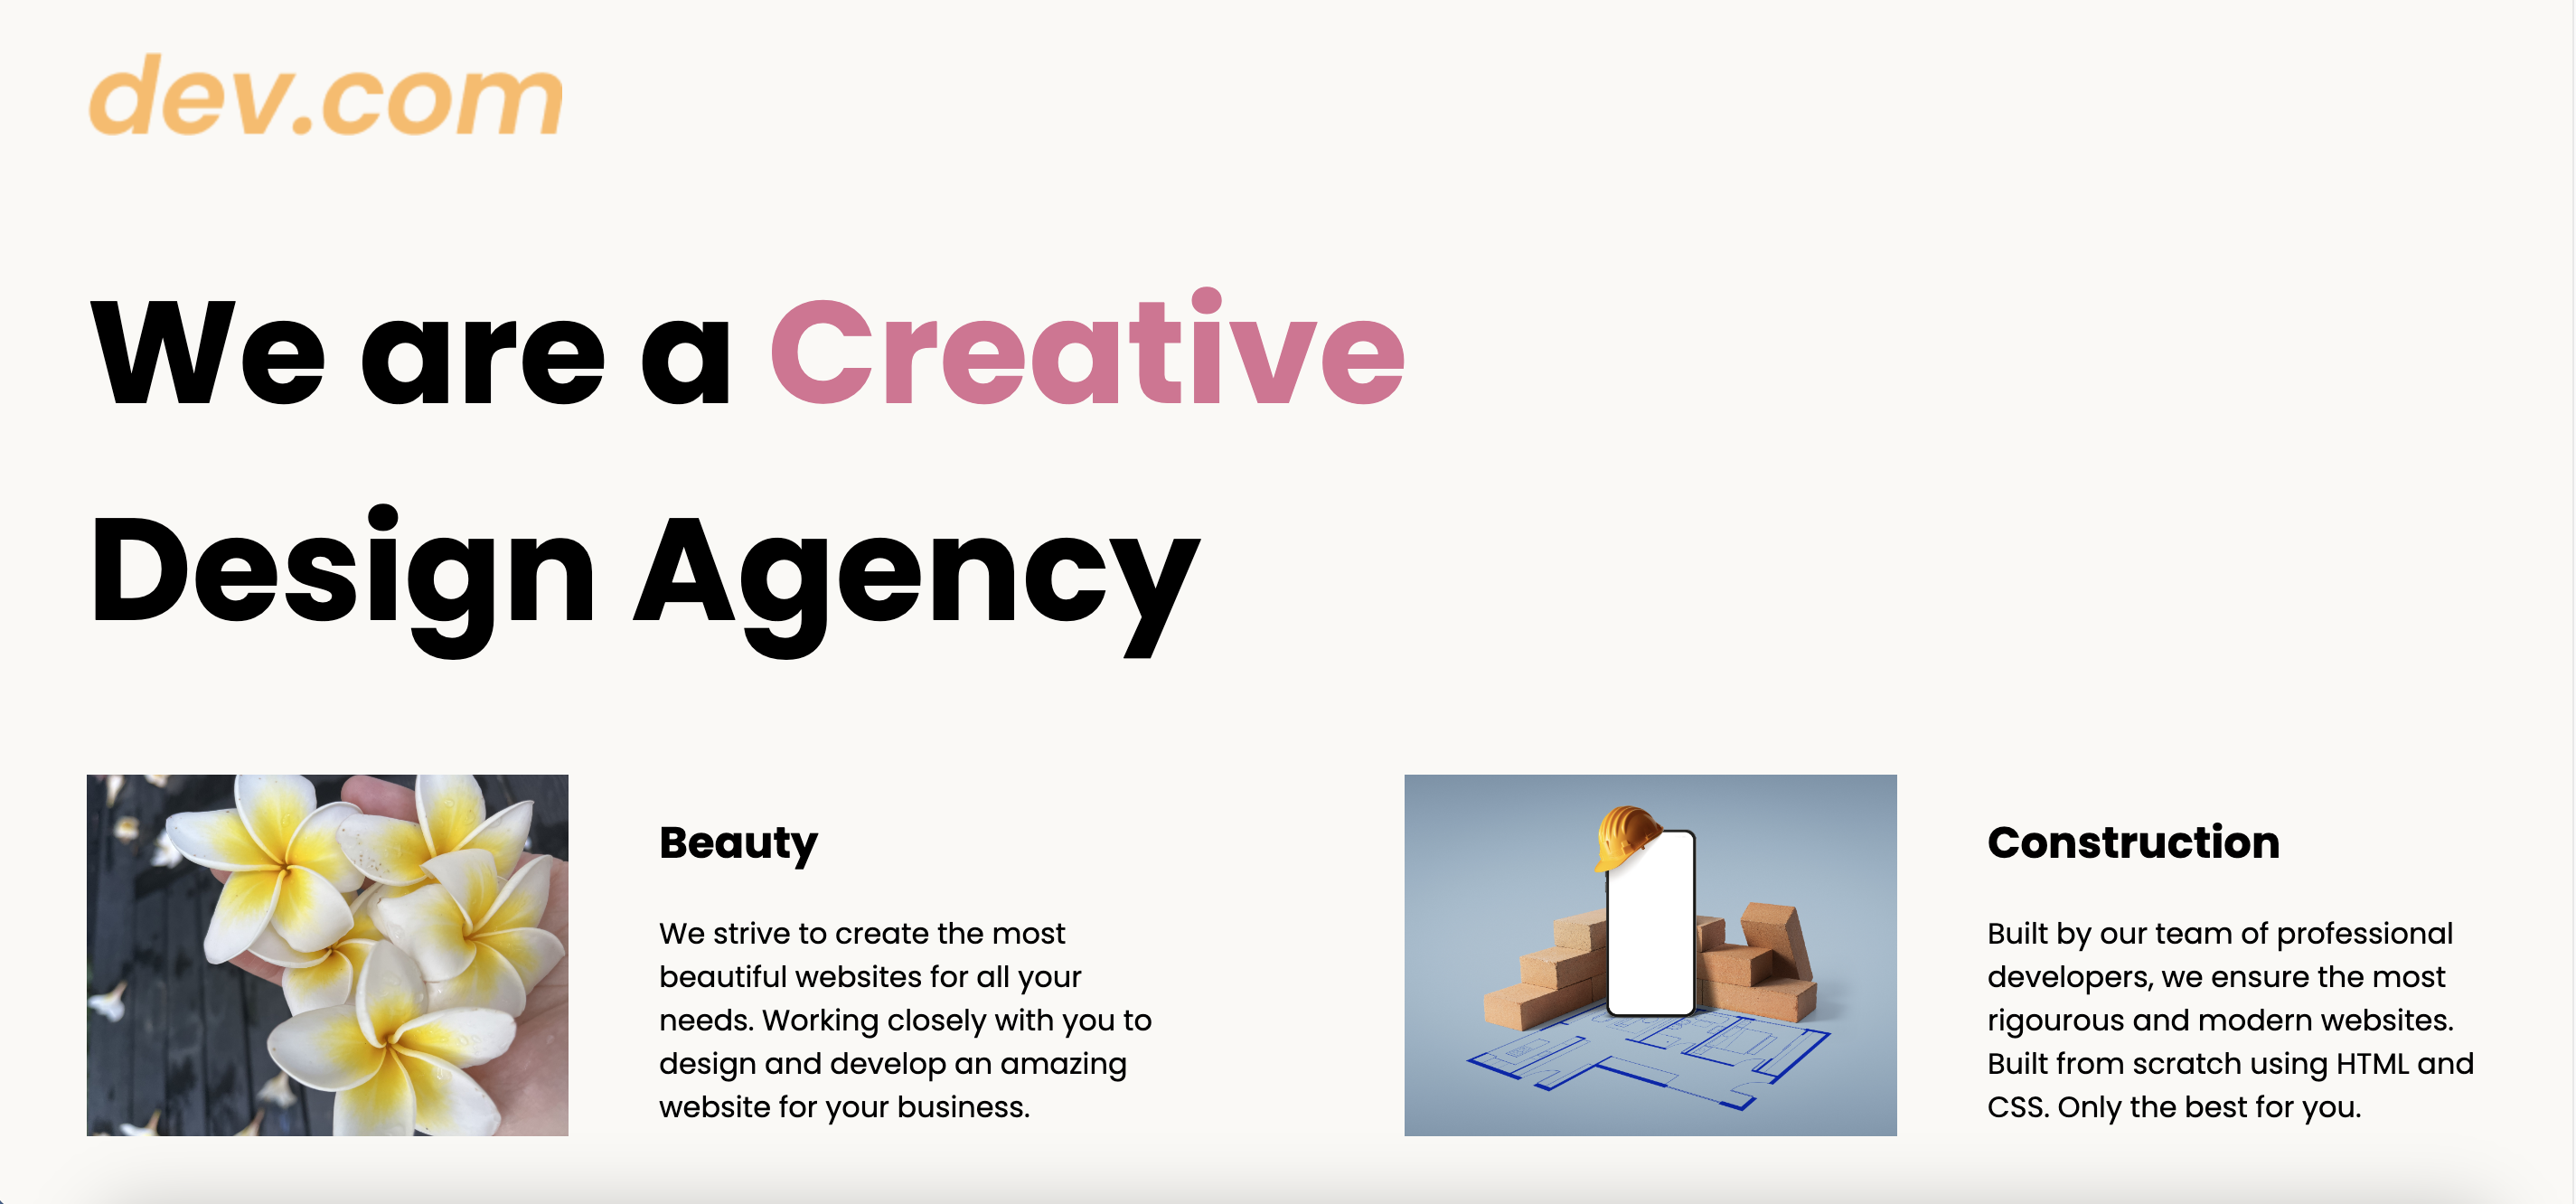 dev.com
We are a Creative
Design Agency
Beauty
We strive to create the most
beautiful websites for all your
needs. Working closely with you to
design and develop an amazing
website for your business.
Construction
Built by our team of professional
developers, we ensure the most
rigourous and modern websites.
Built from scratch using HTML and
CSS. Only the best for you.